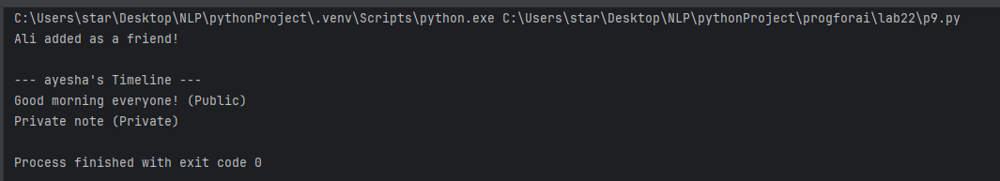 C:\Users\star\Desktop\NLP\pythonProject\.venv\Scripts\python.exe C:\Users\star\Desktop\NLP\pythonProject\progforai\lab22\p9.py
Ali added as a friend!
--- ayesha's Timeline ---
Good morning everyone! (Public)
Private note (Private)
Process finished with exit code 0